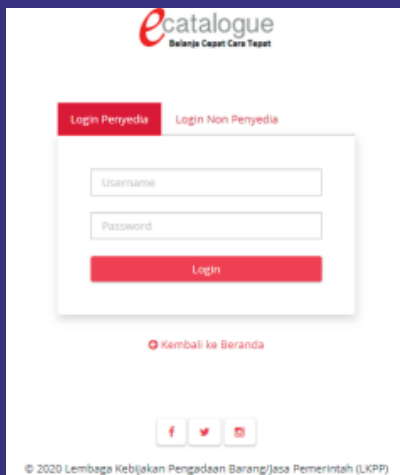 ecatalogue
Belanja Cepat Cara Tepat
Login Penyedia Login Non Penyedia
Username
Password
Login
Kembali ke Beranda
© 2020 Lembaga Kebijakan Pengadaan Barang/Jasa Pemerintah (LKPP)